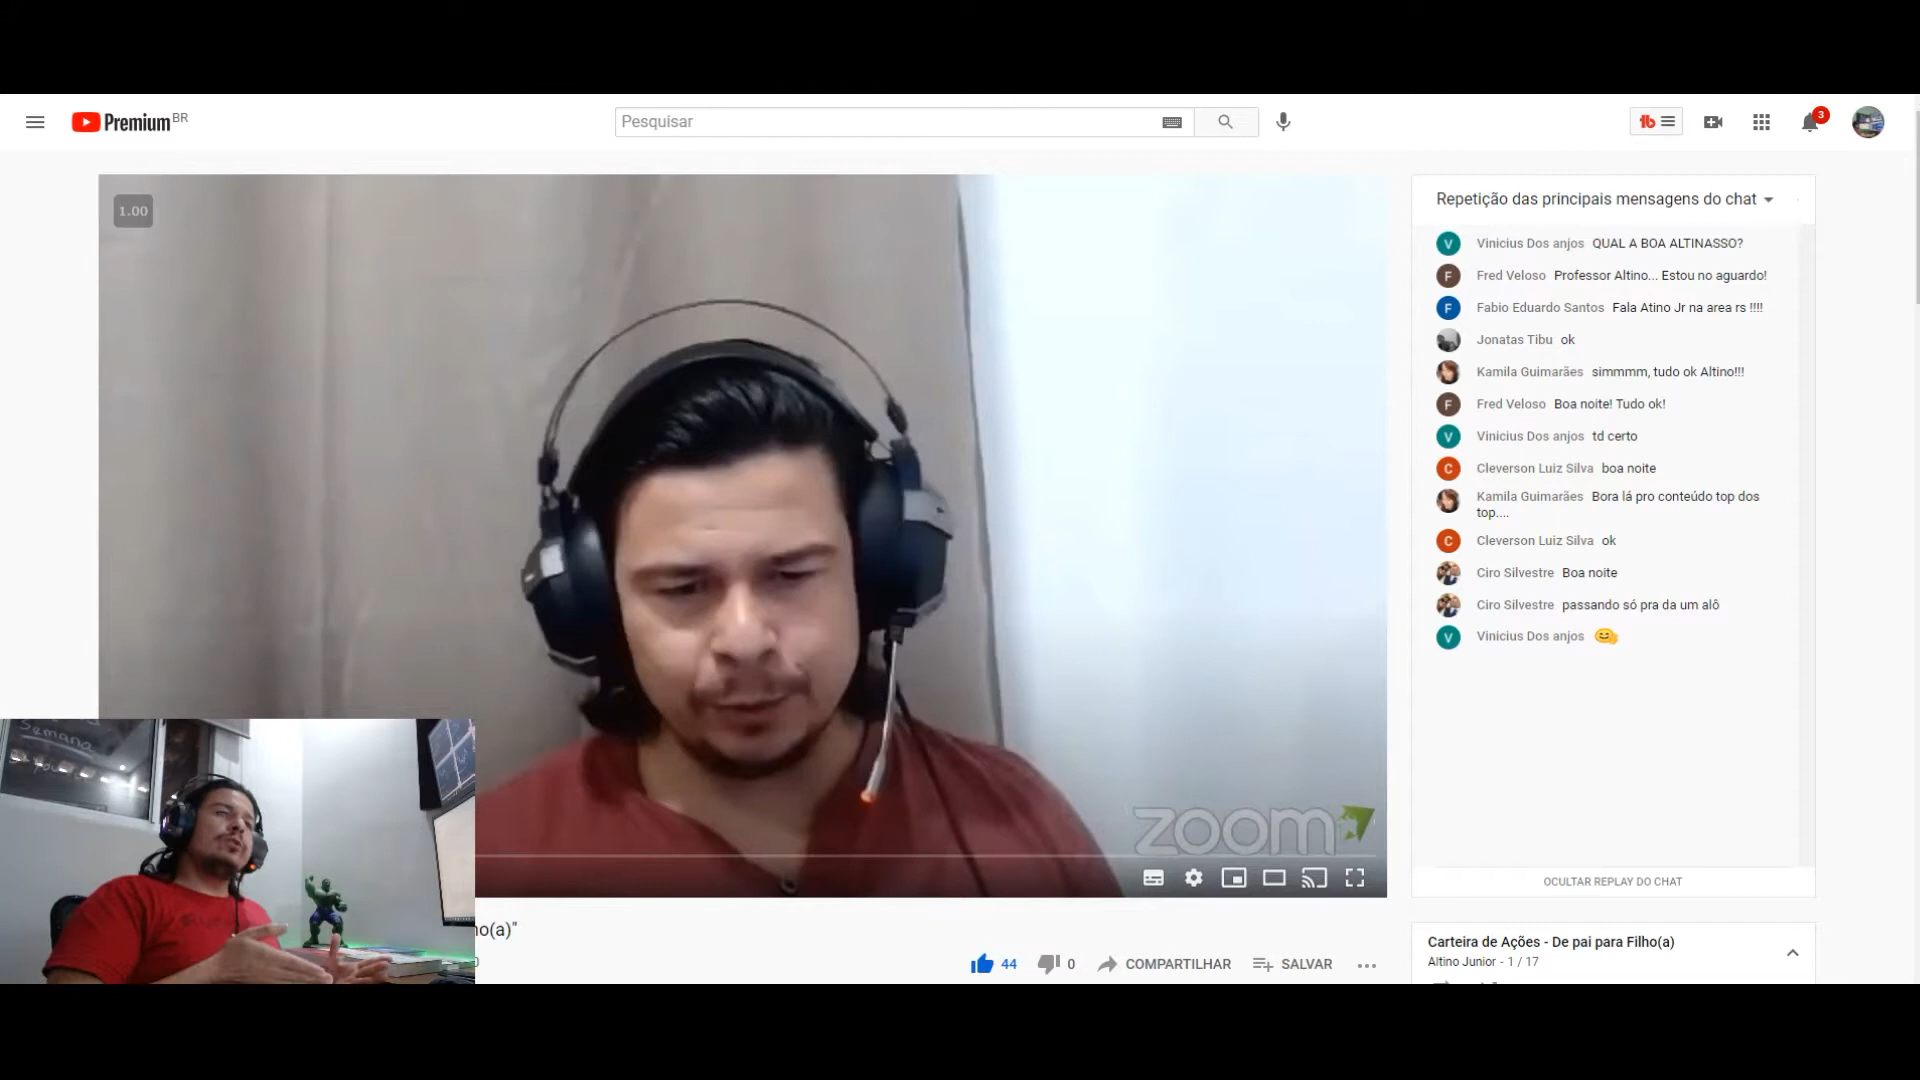 Premium BR
Pesquisar
3
1.00
Repetição das principais mensagens do chat
V Vinicius Dos anjos QUAL A BOA ALTINASSO?
F Fred Veloso Professor Altino... Estou no aguardo!
F Fabio Eduardo Santos Fala Atino Jr na area rs !!!!
Jonatas Tibu ok
Kamila Guimarães simmmm, tudo ok Altino!!!
F Fred Veloso Boa noite! Tudo ok!
V Vinicius Dos anjos td certo
C Cleverson Luiz Silva boa noite
Kamila Guimarães Bora lá pro conteúdo top dos
top....
C Cleverson Luiz Silva ok
Ciro Silvestre Boa noite
Ciro Silvestre passando só pra da um alô
V Vinicius Dos anjos 🤗
OCULTAR REPLAY DO CHAT
zoom
semana
ho(a)"
44 0 COMPARTILHAR SALVAR
Carteira de Ações - De pai para Filho(a)
Altino Junior - 1 / 17